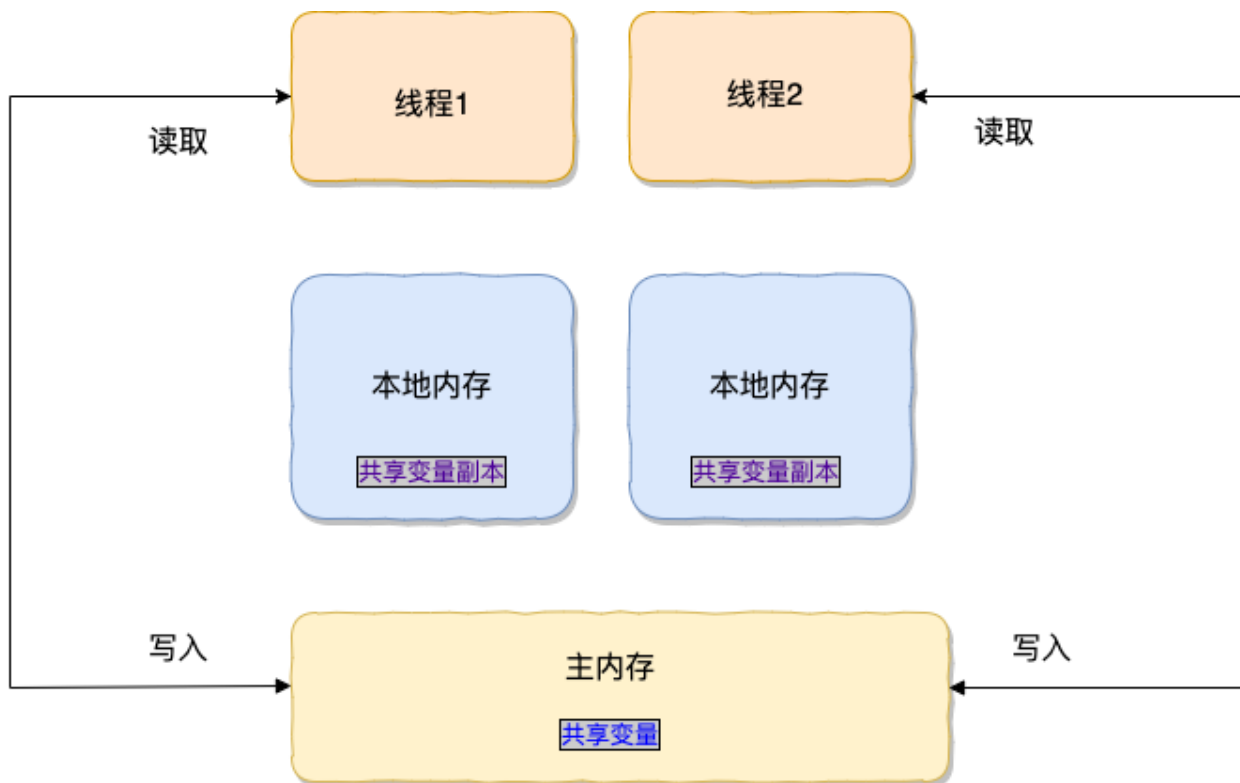 线程1
线程2
读取
读取
本地内存
本地内存
共享变量副本
共享变量副本
写入
主内存
写入
共享变量